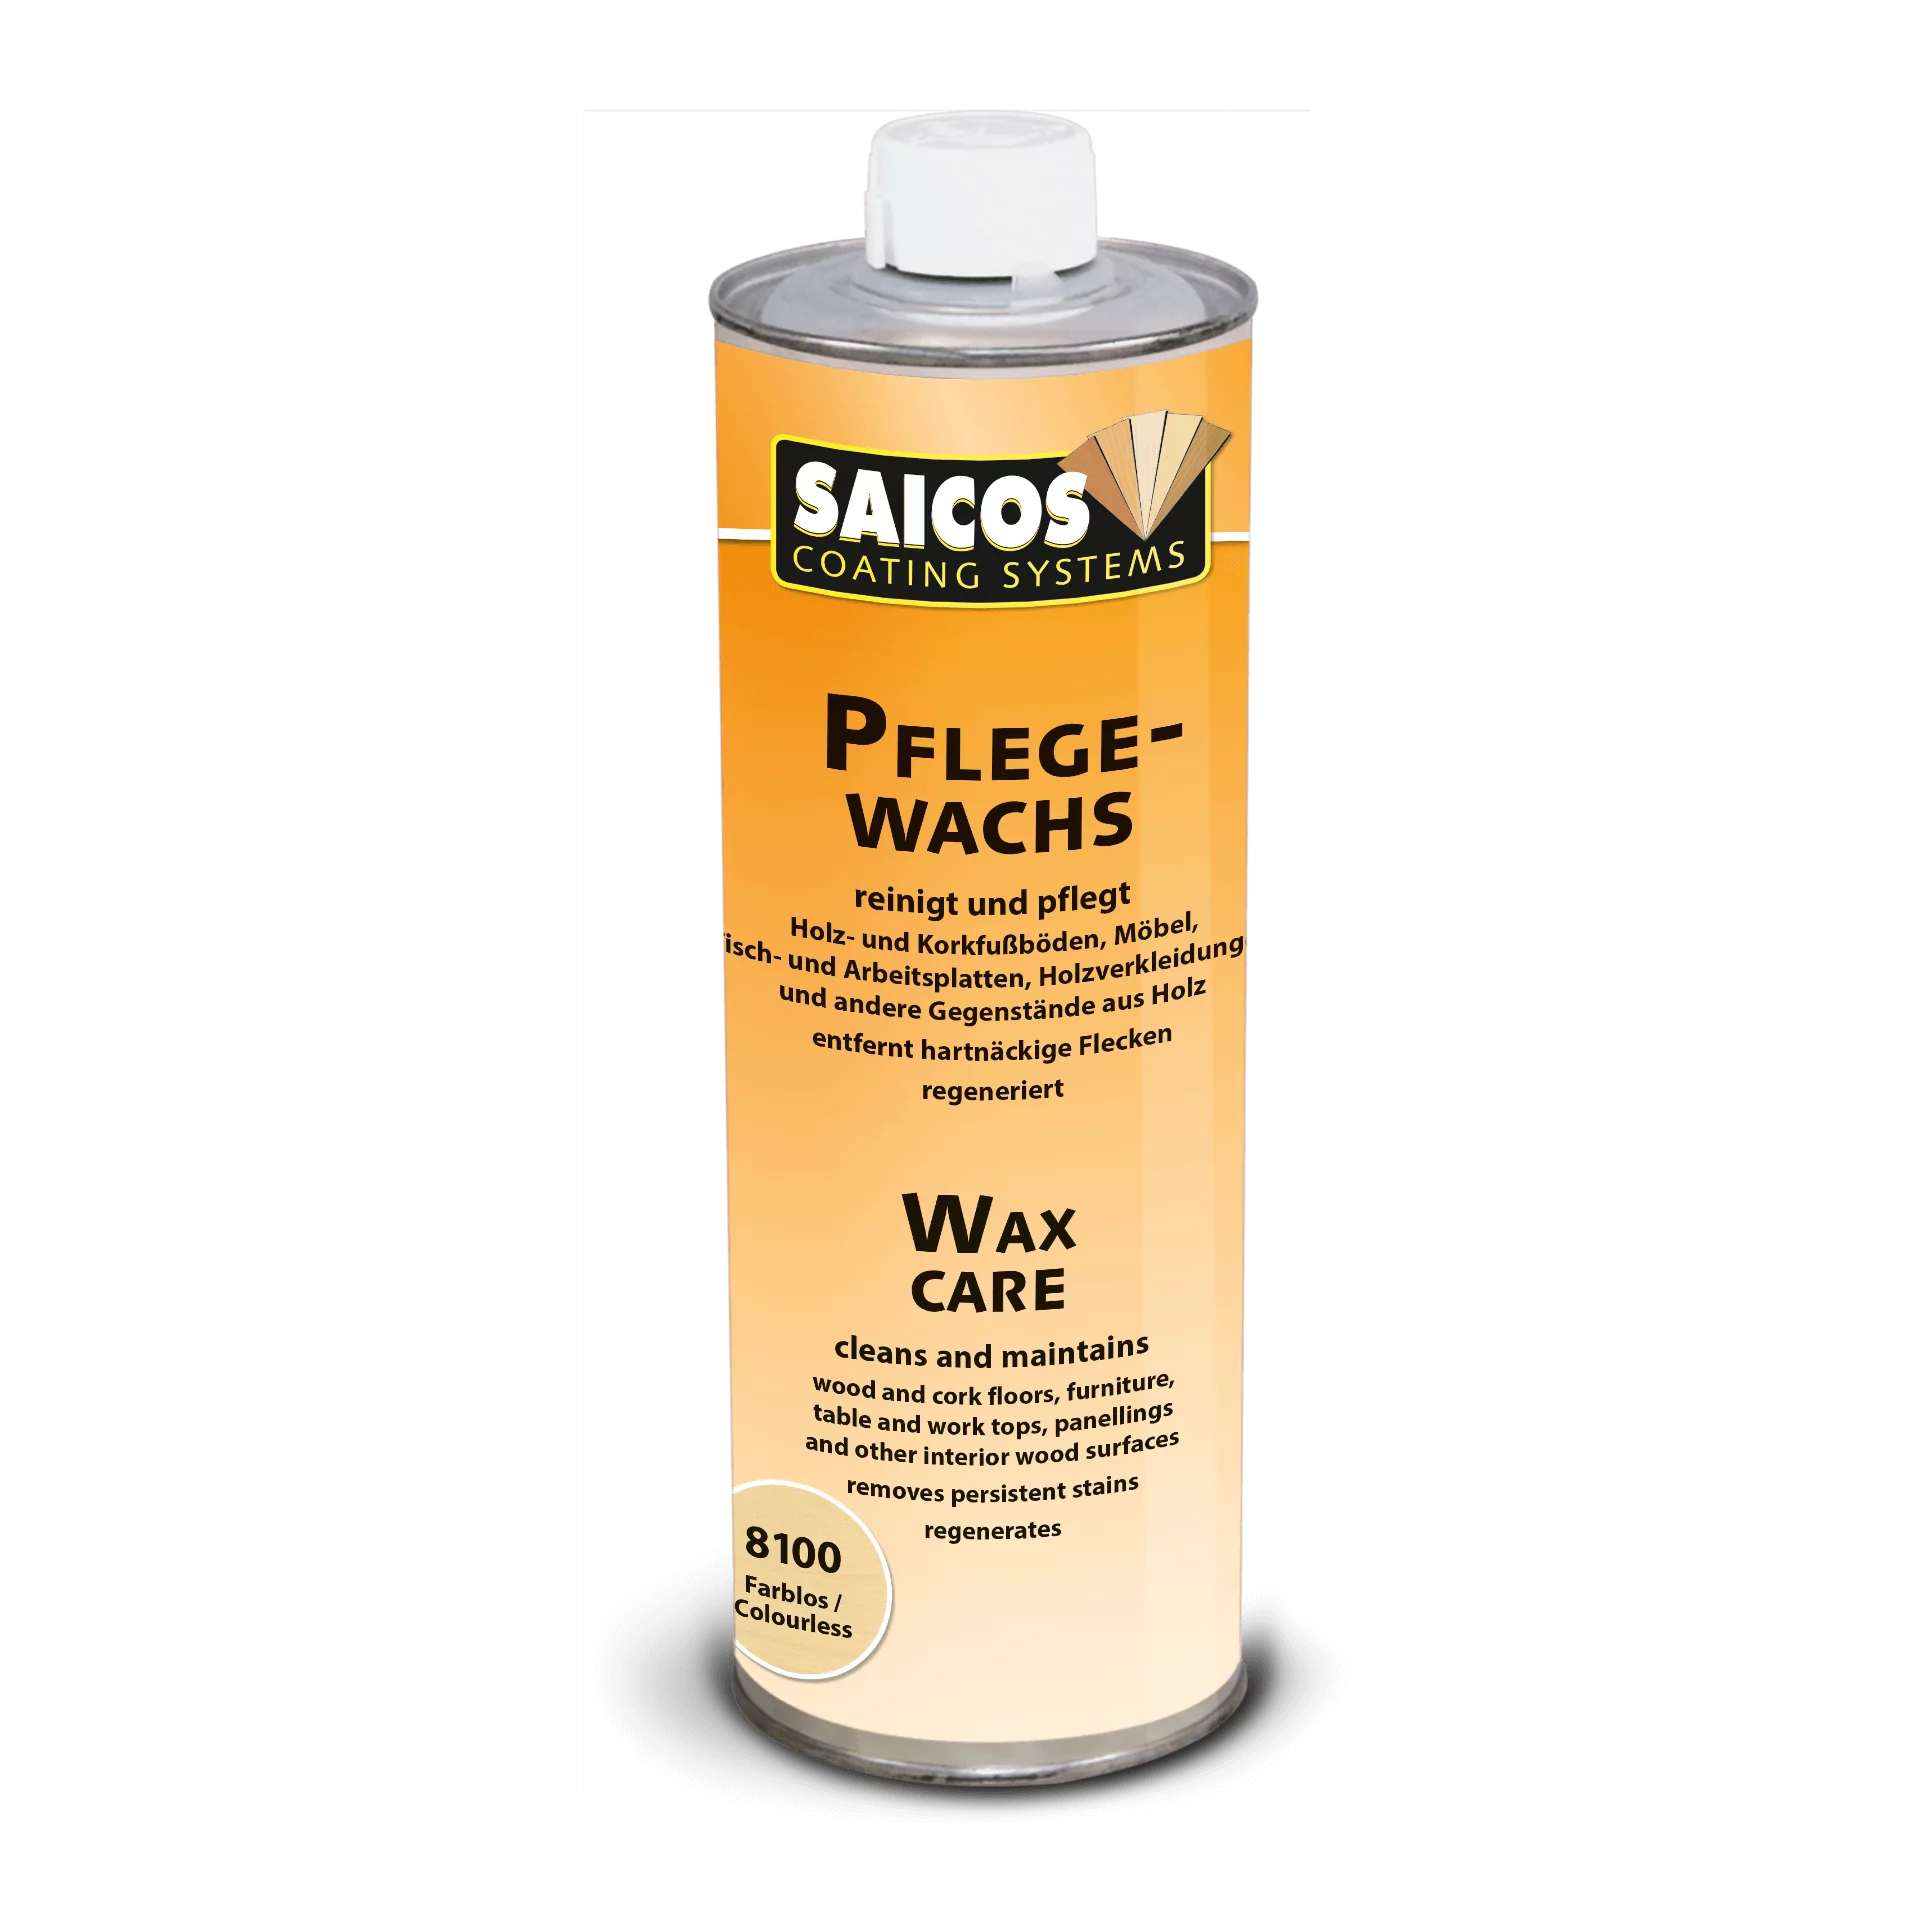 SAICOS
COATING SYSTEMS
PFLEGE-
WACHS
reinigt und pflegt
Holz- und Korkfußböden, Möbel,
isch- und Arbeitsplatten, Holzverkleidung
und andere Gegenstände aus Holz
entfernt hartnäckige Flecken
regeneriert
WAX
CARE
cleans and maintains
wood and cork floors, furniture,
table and work tops, panellings
and other interior wood surfaces
removes persistent stains
regenerates
8100
Farblos /
Colourless